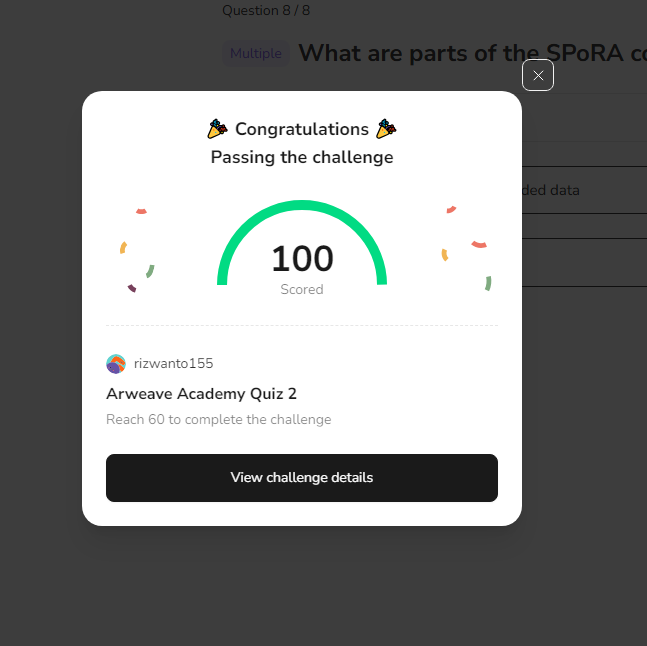 Question 8 / 8
Multiple
What are parts of the SPoRA
Congratulations
Passing the challenge
ded data
100
Scored
rizwanto155
Arweave Academy Quiz 2
Reach 60 to complete the challenge
View challenge details